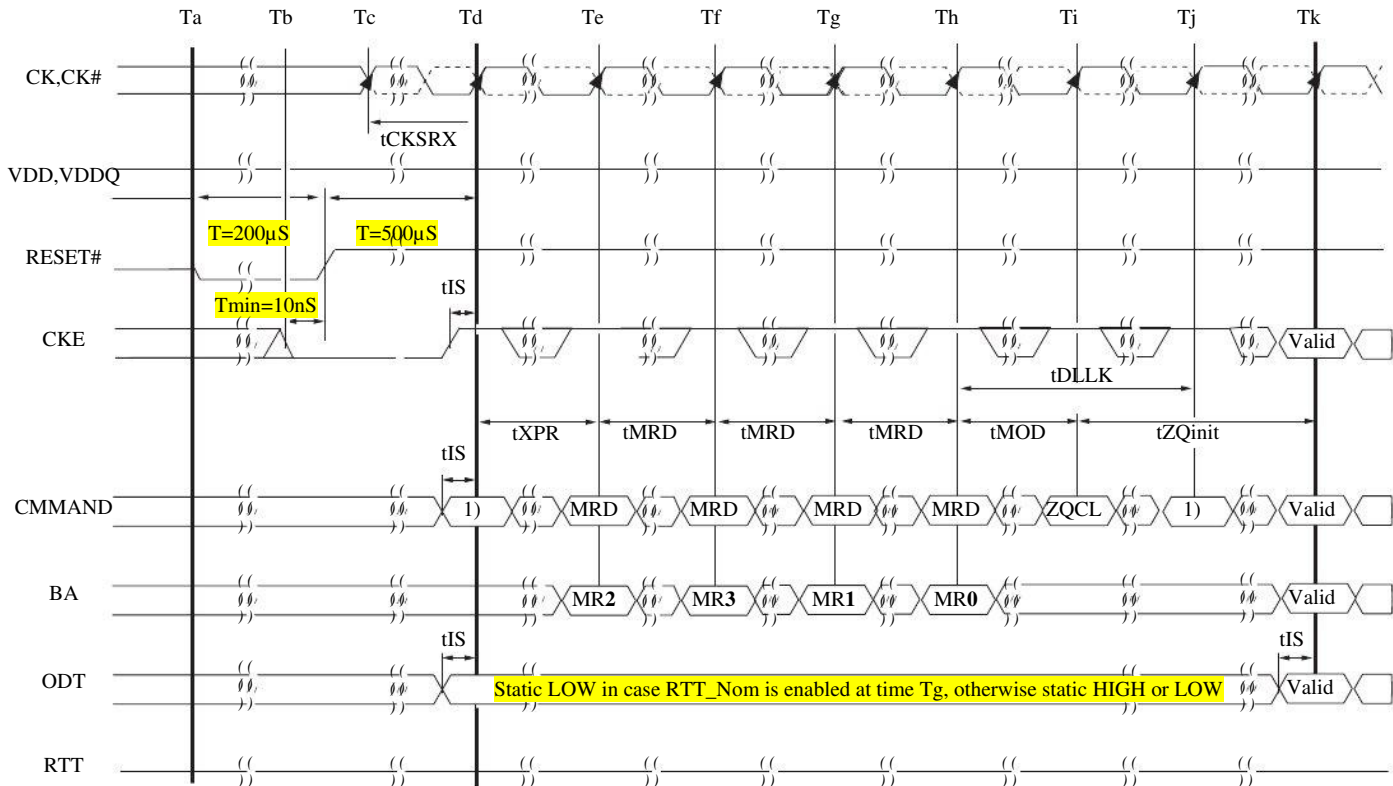 Ta Tb Tc Td Te Tf Tg Th Ti Tj Tk
CK,CK#
tCKSRX
VDD,VDDQ
T=200µS T=500µS
RESET#
Tmin=10nS tIS
CKE Valid
tDLLK
tXPR tMRD tMRD tMRD tMOD tZQinit
tIS
CMMAND 1) MRD MRD MRD MRD ZQCL 1) Valid
BA MR2 MR3 MR1 MR0 Valid
tIS tIS
ODT Static LOW in case RTT_Nom is enabled at time Tg, otherwise static HIGH or LOW Valid
RTT